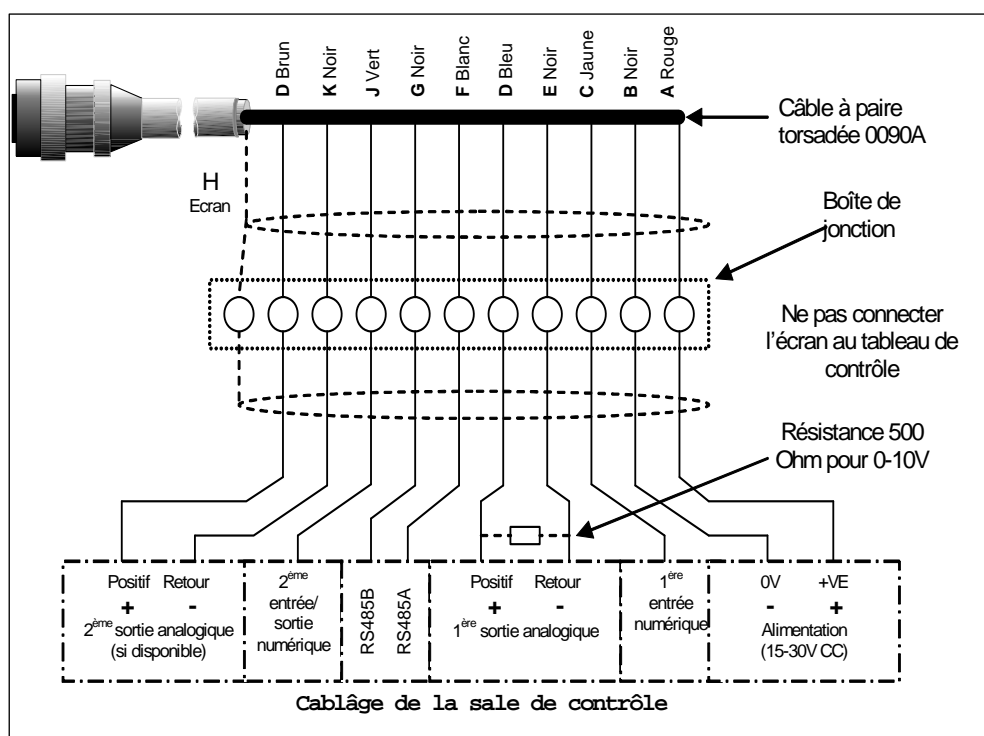 D Brun
K Noir
J Vert
G Noir
F Blanc
D Bleu
E Noir
C Jaune
B Noir
A Rouge
Câble à paire
torsadée 0090A
H
Ecran
Boîte de
jonction
Ne pas connecter
l'écran au tableau de
contrôle
Résistance 500
Ohm pour 0-10V
Positif Retour
+ -
2ème sortie analogique
(si disponible)
2ème
entrée/
sortie
numérique
RS485B
RS485A
Positif Retour
+ -
1ère sortie analogique
1ère
entrée
numérique
0V +VE
- +
Alimentation
(15-30V CC)
Cablâge de la sale de contrôle